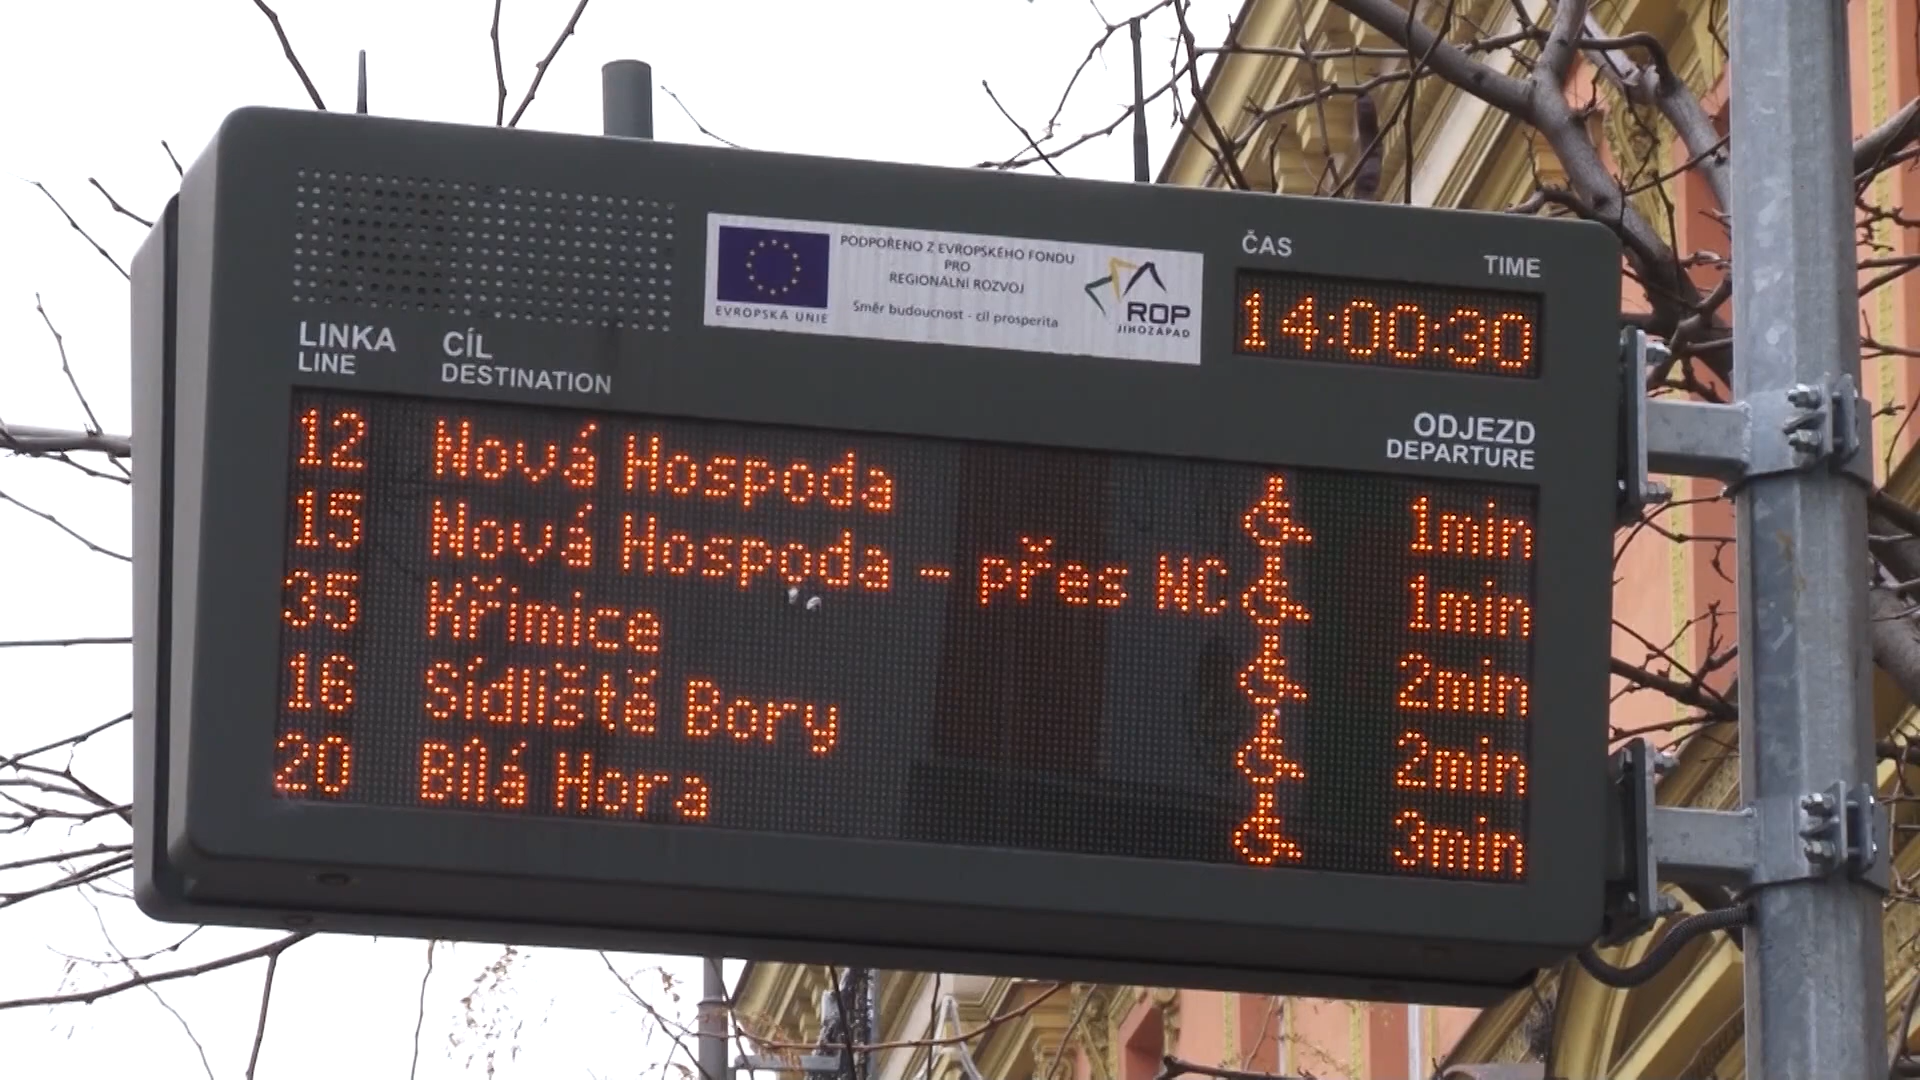 PODPOŘENO Z EVROPSKÉHO FONDU
PRO
REGIONÁLNÍ ROZVOJ
Směr budoucnost - cíl prosperita
EVROPSKÁ UNIE
ROP
JIHOZÁPAD
ČAS TIME
14:00:30
LINKA CÍL ODJEZD
LINE DESTINATION DEPARTURE
12 Nová Hospoda 1min
15 Nová Hospoda - přes NC 1min
35 Křimice 2min
16 Sídliště Bory 2min
20 Bílá Hora 3min